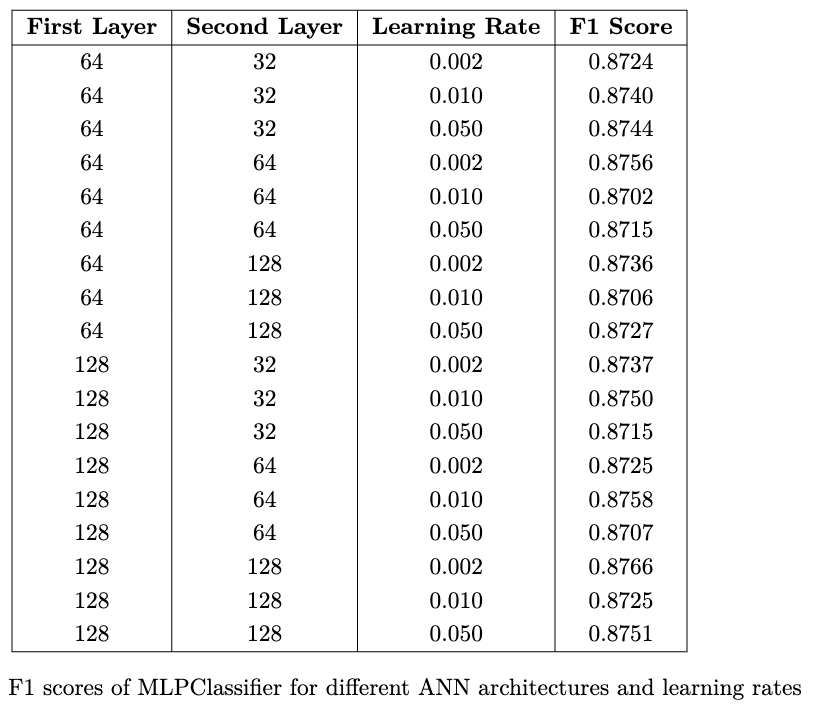 First Layer Second Layer Learning Rate F1 Score
64 32 0.002 0.8724
64 32 0.010 0.8740
64 32 0.050 0.8744
64 64 0.002 0.8756
64 64 0.010 0.8702
64 64 0.050 0.8715
64 128 0.002 0.8736
64 128 0.010 0.8706
64 128 0.050 0.8727
128 32 0.002 0.8737
128 32 0.010 0.8750
128 32 0.050 0.8715
128 64 0.002 0.8725
128 64 0.010 0.8758
128 64 0.050 0.8707
128 128 0.002 0.8766
128 128 0.010 0.8725
128 128 0.050 0.8751
F1 scores of MLPClassifier for different ANN architectures and learning rates